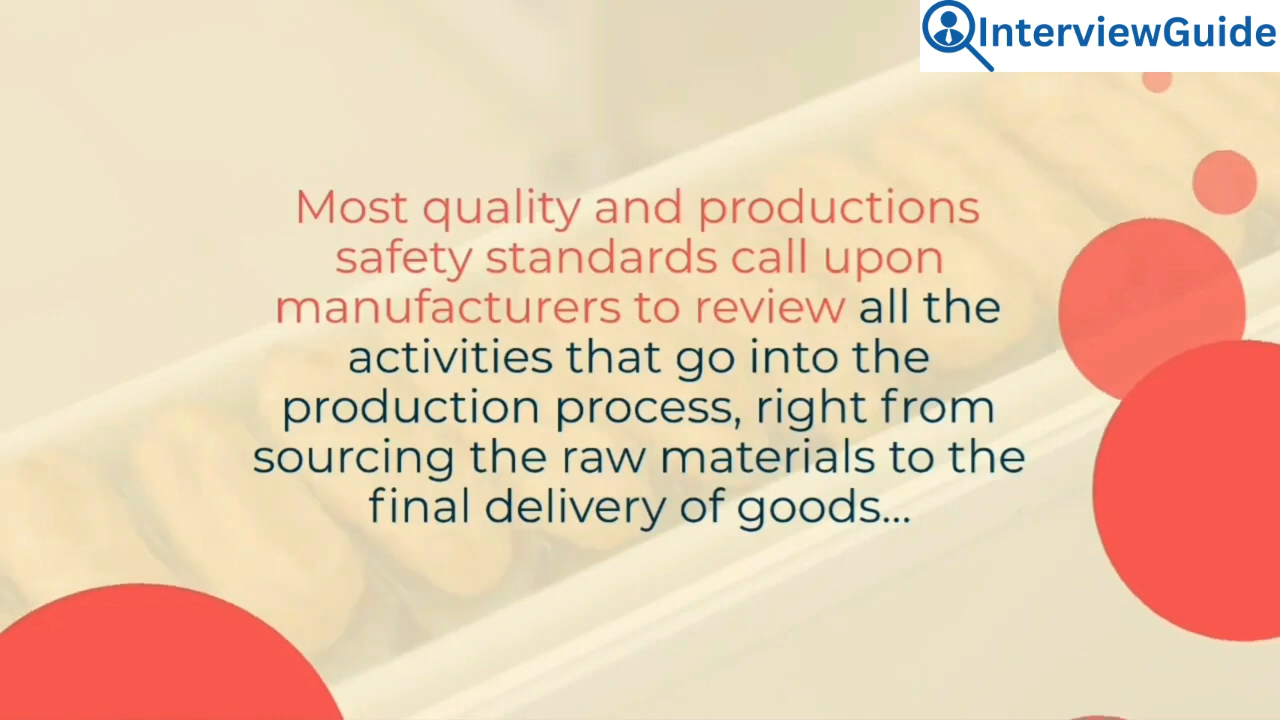 InterviewGuide
Most quality and productions
safety standards call upon
manufacturers to review all the
activities that go into the
production process, right from
sourcing the raw materials to the
final delivery of goods...